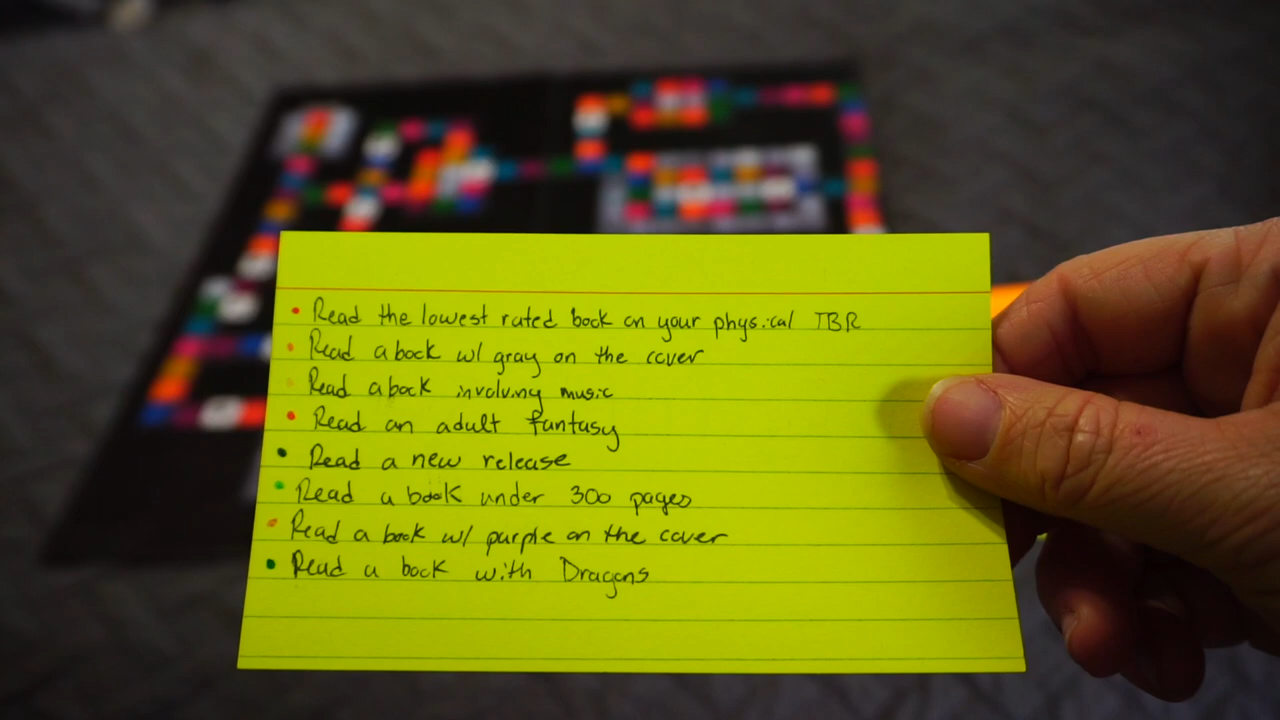 • Read the lowest rated book on your physical TBR
• Read a book w/ gray on the cover
• Read a book involving music
• Read an adult fantasy
• Read a new release
• Read a book under 300 pages
• Read a book w/ purple on the cover
• Read a book with Dragons